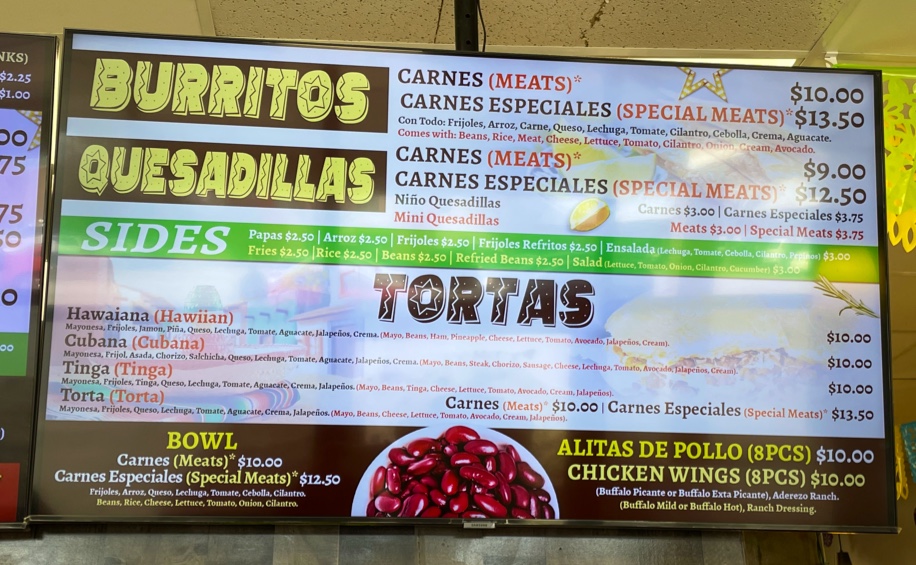 NKS)
$2.25
$1.00
00
75
75
50
0
00
)
BURRITOS
CARNES (MEATS)* $10.00
CARNES ESPECIALES (SPECIAL MEATS)* $13.50
Con Todo: Frijoles, Arroz, Carne, Queso, Lechuga, Tomate, Cilantro, Cebolla, Crema, Aguacate.
Comes with: Beans, Rice, Meat, Cheese, Lettuce, Tomato, Cilantro, Onion, Cream, Avocado.
QUESADILLAS
CARNES (MEATS)* $9.00
CARNES ESPECIALES (SPECIAL MEATS)* $12.50
Niño Quesadillas Carnes $3.00 | Carnes Especiales $3.75
Mini Quesadillas Meats $3.00 | Special Meats $3.75
SIDES
Papas $2.50 | Arroz $2.50 | Frijoles $2.50 | Frijoles Refritos $2.50 | Ensalada (Lechuga, Tomate, Cebolla, Cilantro, Pepinos) $3.00
Fries $2.50 | Rice $2.50 | Beans $2.50 | Refried Beans $2.50 | Salad (Lettuce, Tomato, Onion, Cilantro, Cucumber) $3.00
TORTAS
Hawaiana (Hawiian)
Mayonesa, Frijoles, Jamon, Piña, Queso, Lechuga, Tomate, Aguacate, Jalapeños, Crema. (Mayo, Beans, Ham, Pineapple, Cheese, Lettuce, Tomato, Avocado, Jalapeños, Cream). $10.00
Cubana (Cubana)
Mayonesa, Frijol, Asada, Chorizo, Salchicha, Queso, Lechuga, Tomate, Aguacate, Jalapeños, Crema. (Mayo, Beans, Steak, Chorizo, Sausage, Cheese, Lechuga, Tomato, Avocado, Jalapeños, Cream). $10.00
Tinga (Tinga)
Mayonesa, Frijoles, Tinga, Queso, Lechuga, Tomate, Aguacate, Crema, Jalapeños. (Mayo, Beans, Tinga, Cheese, Lettuce, Tomato, Avocado, Cream, Jalapeños). $10.00
Torta (Torta) Carnes (Meats)* $10.00 | Carnes Especiales (Special Meats)* $13.50
Mayonesa, Frijoles, Queso, Lechuga, Tomate, Aguacate, Crema, Jalapeños. (Mayo, Beans, Cheese, Lettuce, Tomato, Avocado, Cream, Jalapeños).
BOWL
Carnes (Meats)* $10.00
Carnes Especiales (Special Meats)* $12.50
Frijoles, Arroz, Queso, Lechuga, Tomate, Cebolla, Cilantro.
Beans, Rice, Cheese, Lettuce, Tomato, Onion, Cilantro.
ALITAS DE POLLO (8PCS) $10.00
CHICKEN WINGS (8PCS) $10.00
(Buffalo Picante or Buffalo Exta Picante), Aderezo Ranch.
(Buffalo Mild or Buffalo Hot), Ranch Dressing.